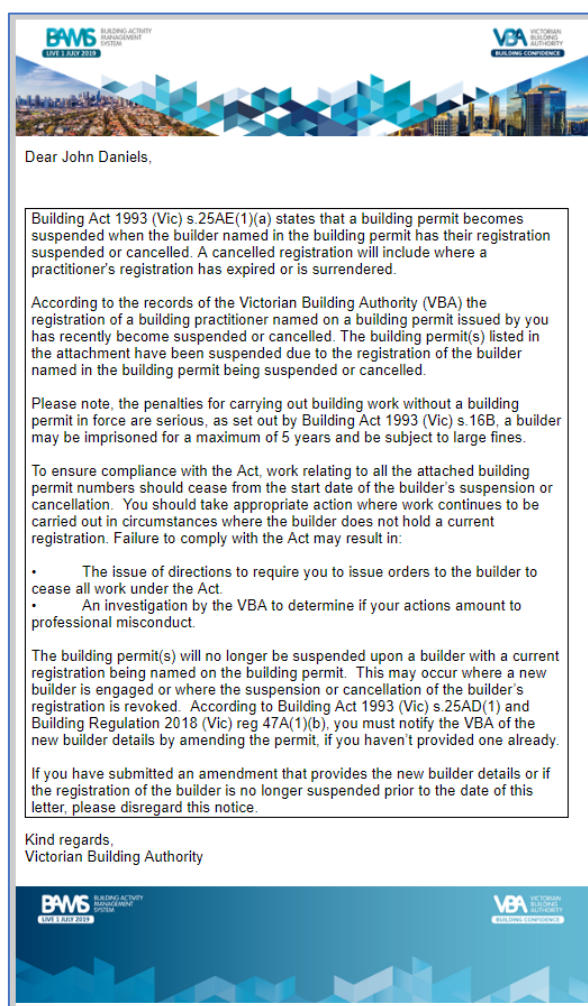 BAMS BUILDING ACTIVITY
MANAGEMENT
SYSTEM
LIVE 1 JULY 2019
VBA VICTORIAN
BUILDING
AUTHORITY
BUILDING CONFIDENCE
Dear John Daniels,
Building Act 1993 (Vic) s.25AE(1)(a) states that a building permit becomes
suspended when the builder named in the building permit has their registration
suspended or cancelled. A cancelled registration will include where a
practitioner's registration has expired or is surrendered.
According to the records of the Victorian Building Authority (VBA) the
registration of a building practitioner named on a building permit issued by you
has recently become suspended or cancelled. The building permit(s) listed in
the attachment have been suspended due to the registration of the builder
named in the building permit being suspended or cancelled.
Please note, the penalties for carrying out building work without a building
permit in force are serious, as set out by Building Act 1993 (Vic) s.16B, a builder
may be imprisoned for a maximum of 5 years and be subject to large fines.
To ensure compliance with the Act, work relating to all the attached building
permit numbers should cease from the start date of the builder's suspension or
cancellation.  You should take appropriate action where work continues to be
carried out in circumstances where the builder does not hold a current
registration. Failure to comply with the Act may result in:
• The issue of directions to require you to issue orders to the builder to
cease all work under the Act.
• An investigation by the VBA to determine if your actions amount to
professional misconduct.
The building permit(s) will no longer be suspended upon a builder with a current
registration being named on the building permit.  This may occur where a new
builder is engaged or where the suspension or cancellation of the builder's
registration is revoked.  According to Building Act 1993 (Vic) s.25AD(1) and
Building Regulation 2018 (Vic) reg 47A(1)(b), you must notify the VBA of the
new builder details by amending the permit, if you haven't provided one already.
If you have submitted an amendment that provides the new builder details or if
the registration of the builder is no longer suspended prior to the date of this
letter, please disregard this notice.
Kind regards,
Victorian Building Authority
BAMS BUILDING ACTIVITY
MANAGEMENT
SYSTEM
LIVE 1 JULY 2019
VBA VICTORIAN
BUILDING
AUTHORITY
BUILDING CONFIDENCE